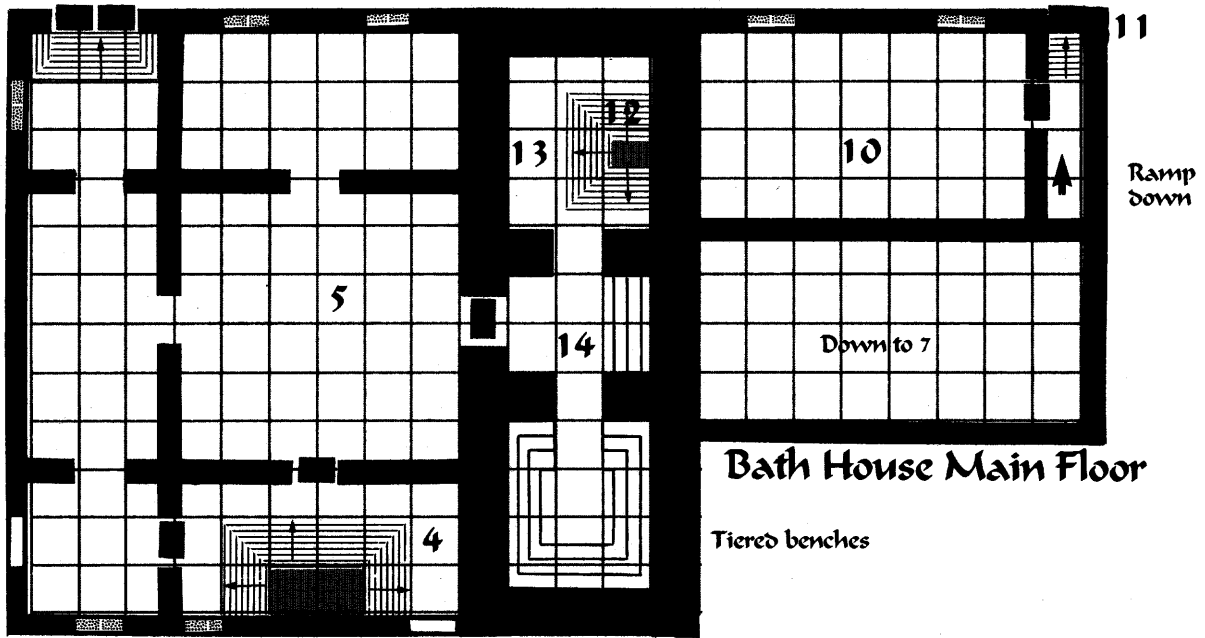 11
12
13
10
Ramp
down
5
14
Down to 7
Bath House Main Floor
4
Tiered benches